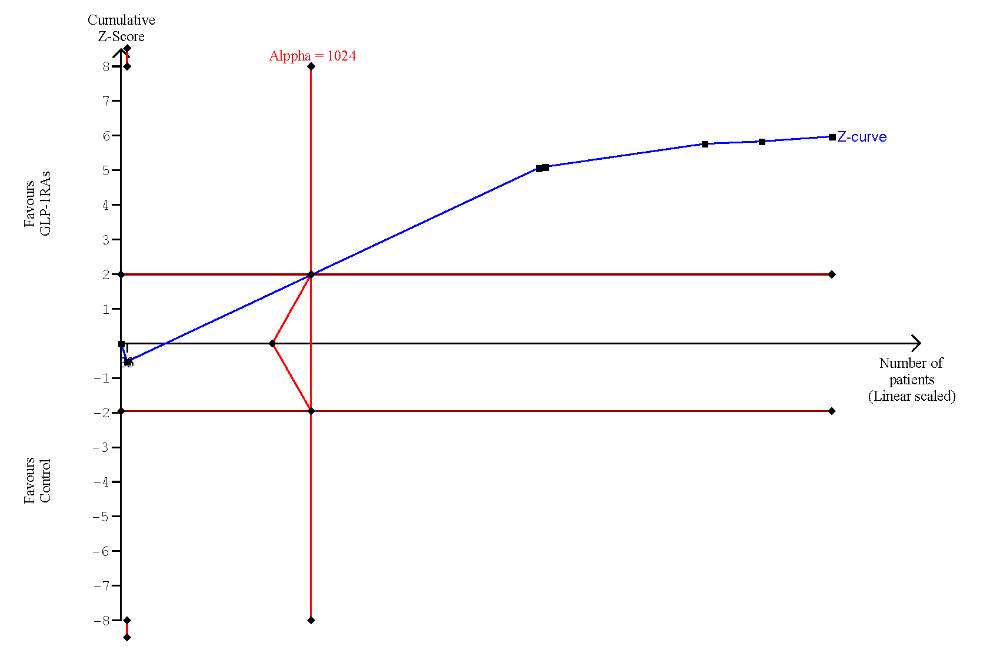 Cumulative
Z-Score
Alppha = 1024
8
7
6
5
4
3
2
1
-1
-2
-3
-4
-5
-6
-7
-8
Z-curve
Favours
GLP-1RAs
Favours
Control
Number of
patients
(Linear scaled)